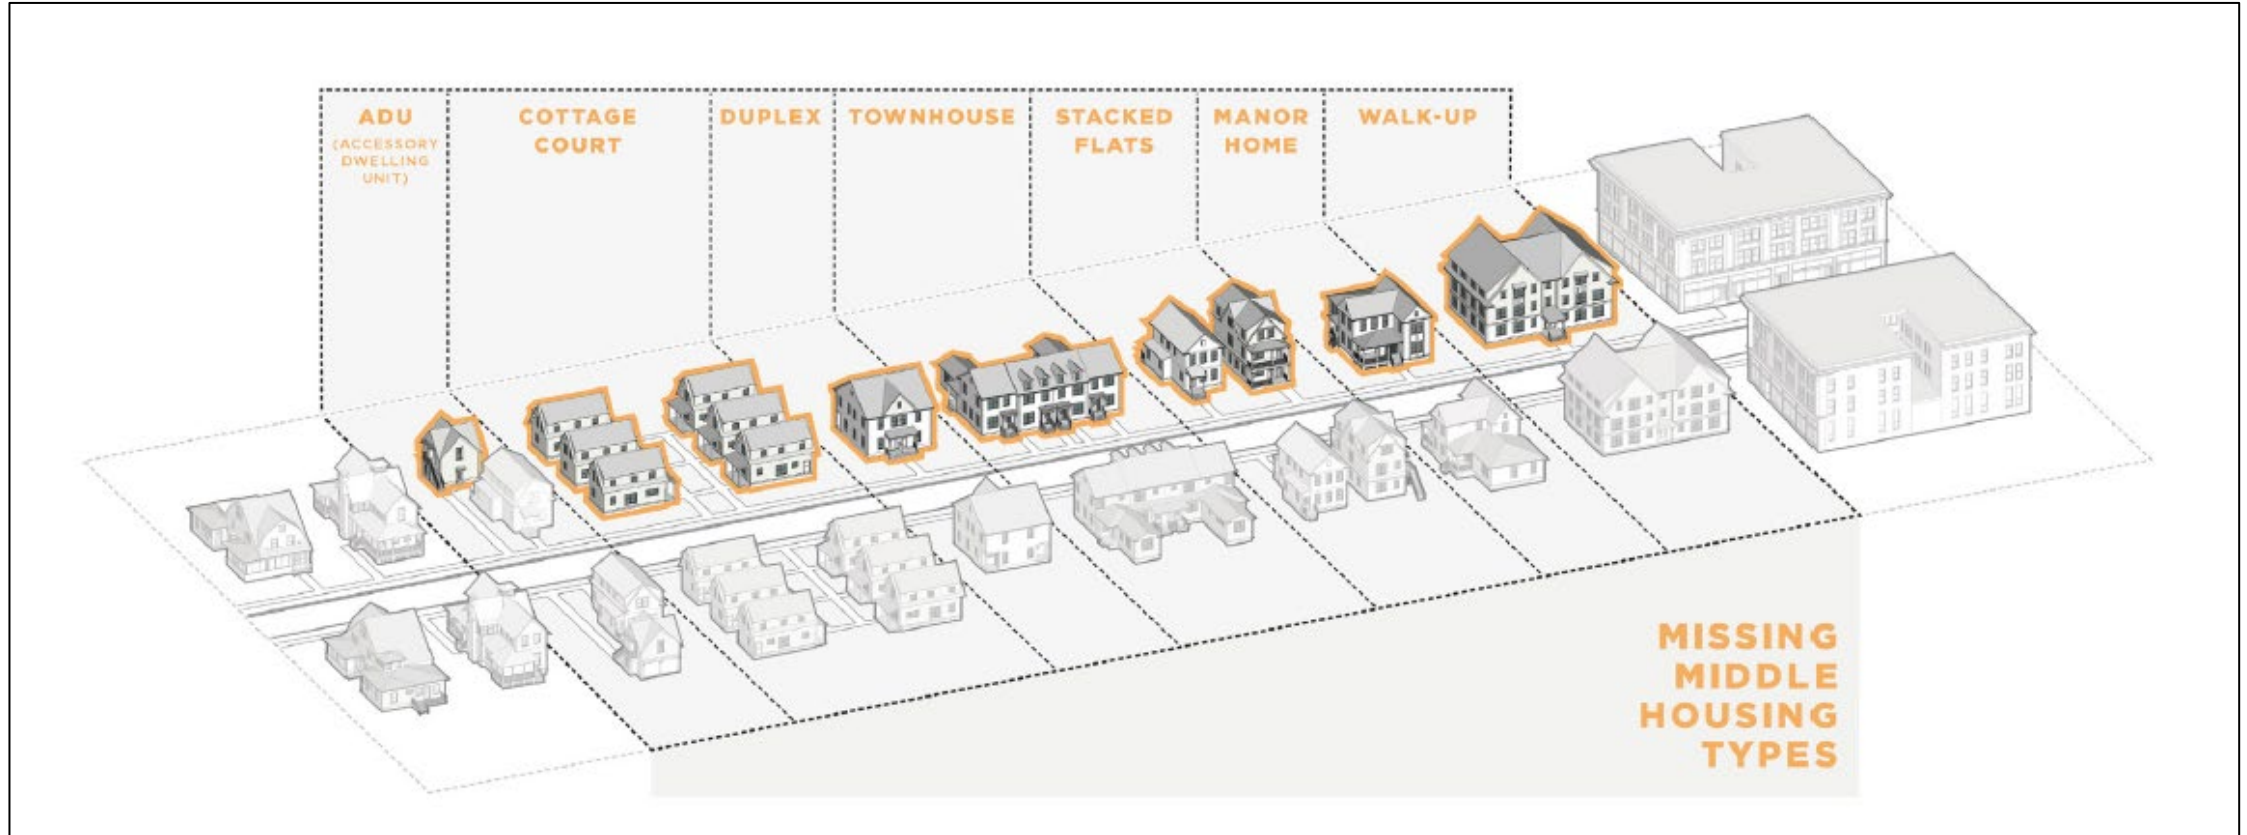 ADU
(ACCESSORY
DWELLING
UNIT)
COTTAGE
COURT
DUPLEX
TOWNHOUSE
STACKED
FLATS
MANOR
HOME
WALK-UP
MISSING
MIDDLE
HOUSING
TYPES